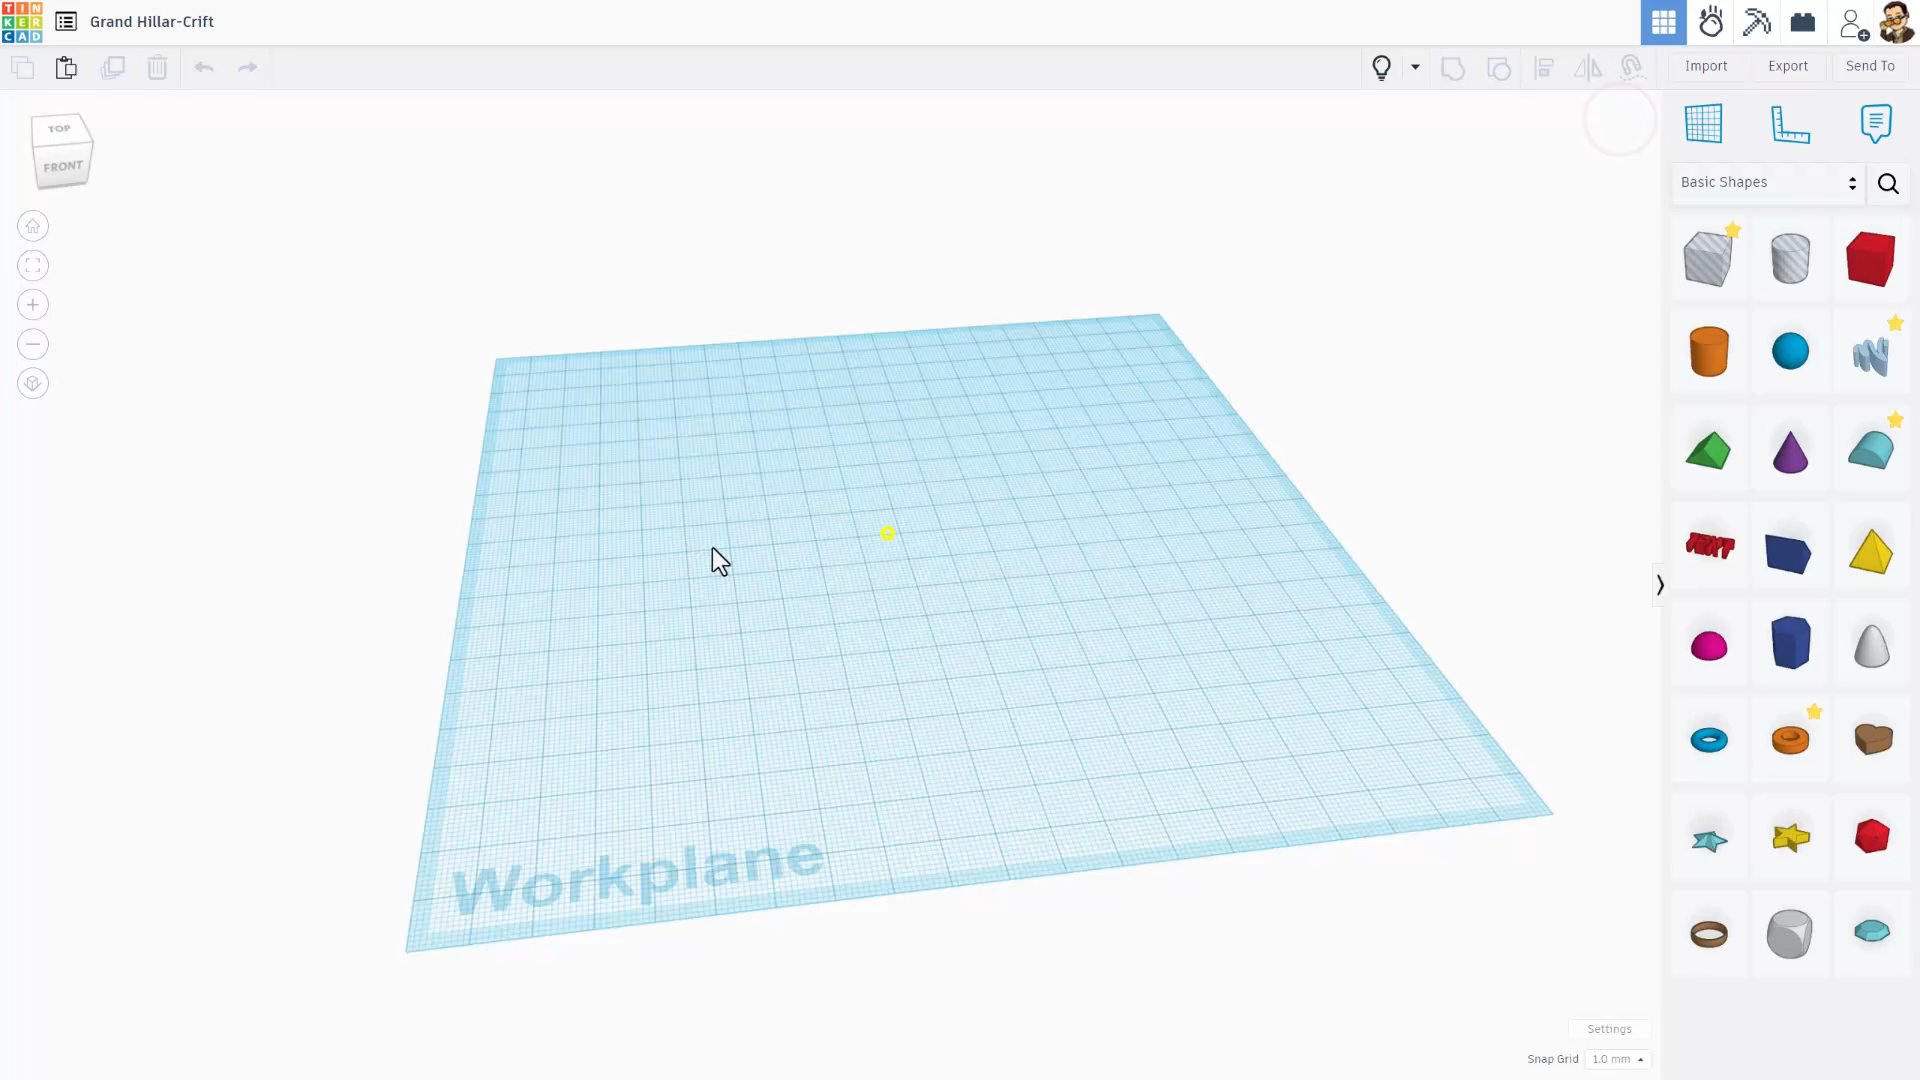 TIN
KER
CAD
Grand Hillar-Crift
Import
Export
Send To
TOP
FRONT
Basic Shapes
TEXT
Workplane
Settings
Snap Grid
1.0 mm